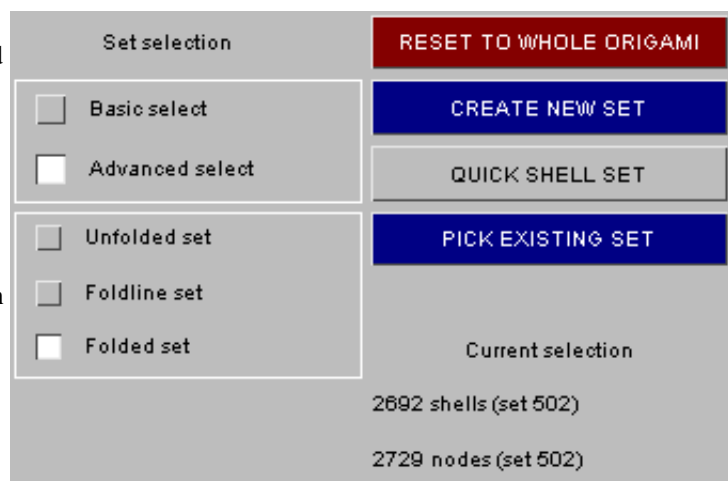 Set selection
RESET TO WHOLE ORIGAMI
Basic select
CREATE NEW SET
Advanced select
QUICK SHELL SET
Unfolded set
PICK EXISTING SET
Foldline set
Folded set
Current selection
2692 shells (set 502)
2729 nodes (set 502)